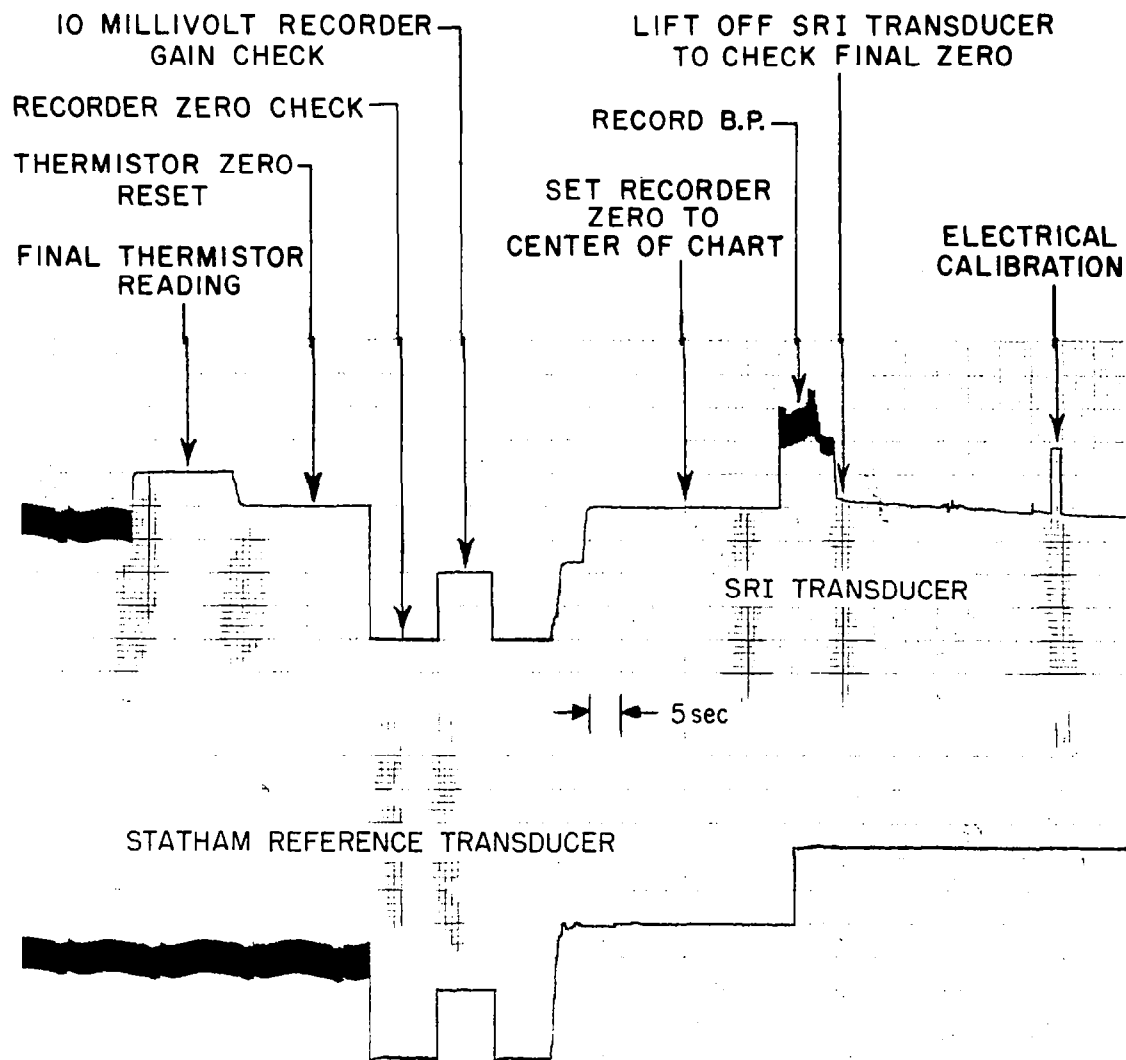 10 MILLIVOLT RECORDER
GAIN CHECK
LIFT OFF SRI TRANSDUCER
TO CHECK FINAL ZERO
RECORDER ZERO CHECK
RECORD B.P.
THERMISTOR ZERO
RESET
SET RECORDER
ZERO TO
CENTER OF CHART
FINAL THERMISTOR
READING
ELECTRICAL
CALIBRATION
SRI TRANSDUCER
5 sec
STATHAM REFERENCE TRANSDUCER